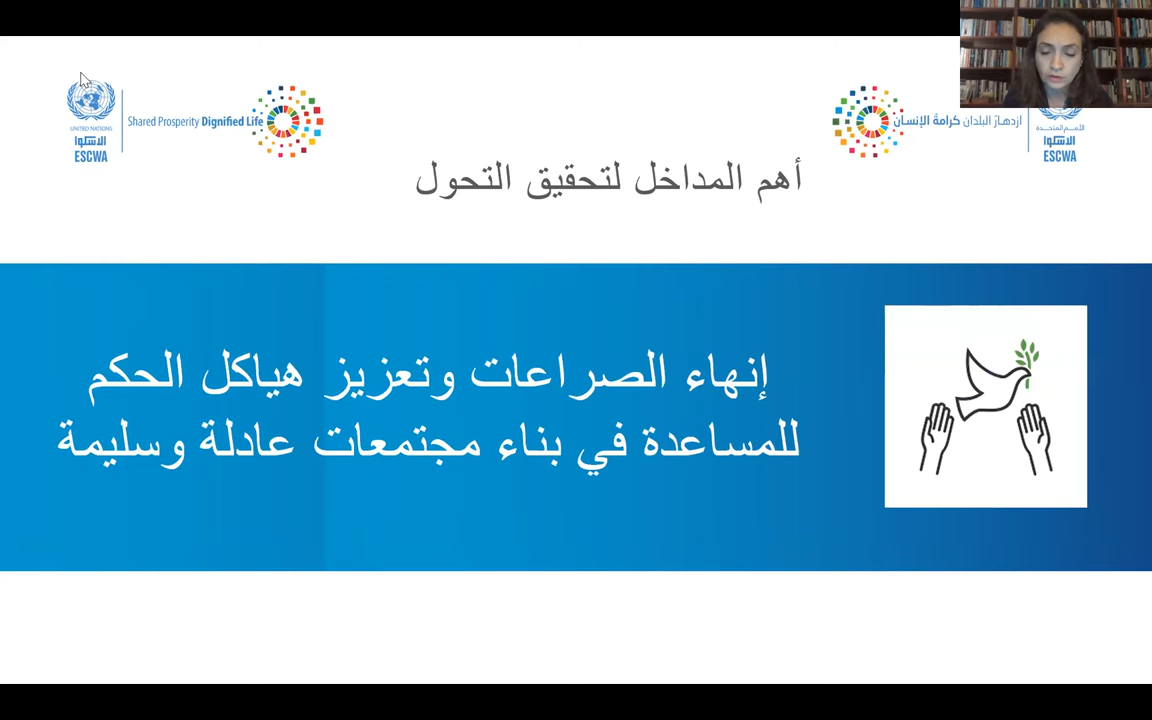 UNITED NATIONS
الاسكوا
ESCWA
Shared Prosperity Dignified Life
ازدهارُ البلدان كرامةُ الإنسان
الأمم المتحدة
الاسكوا
ESCWA
أهم المداخل لتحقيق التحول
إنهاء الصراعات وتعزيز هياكل الحكم
للمساعدة في بناء مجتمعات عادلة وسليمة